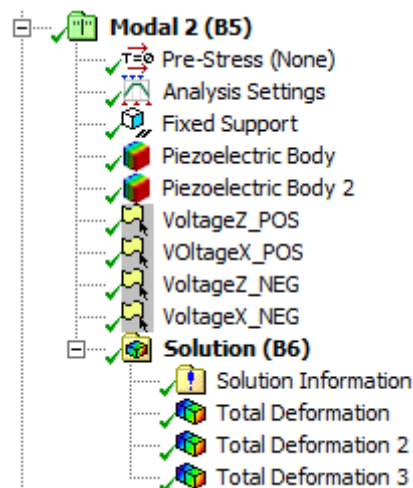 Modal 2 (B5)
T=0 Pre-Stress (None)
Analysis Settings
Fixed Support
Piezoelectric Body
Piezoelectric Body 2
VoltageZ_POS
VOltageX_POS
VoltageZ_NEG
VoltageX_NEG
Solution (B6)
Solution Information
Total Deformation
Total Deformation 2
Total Deformation 3